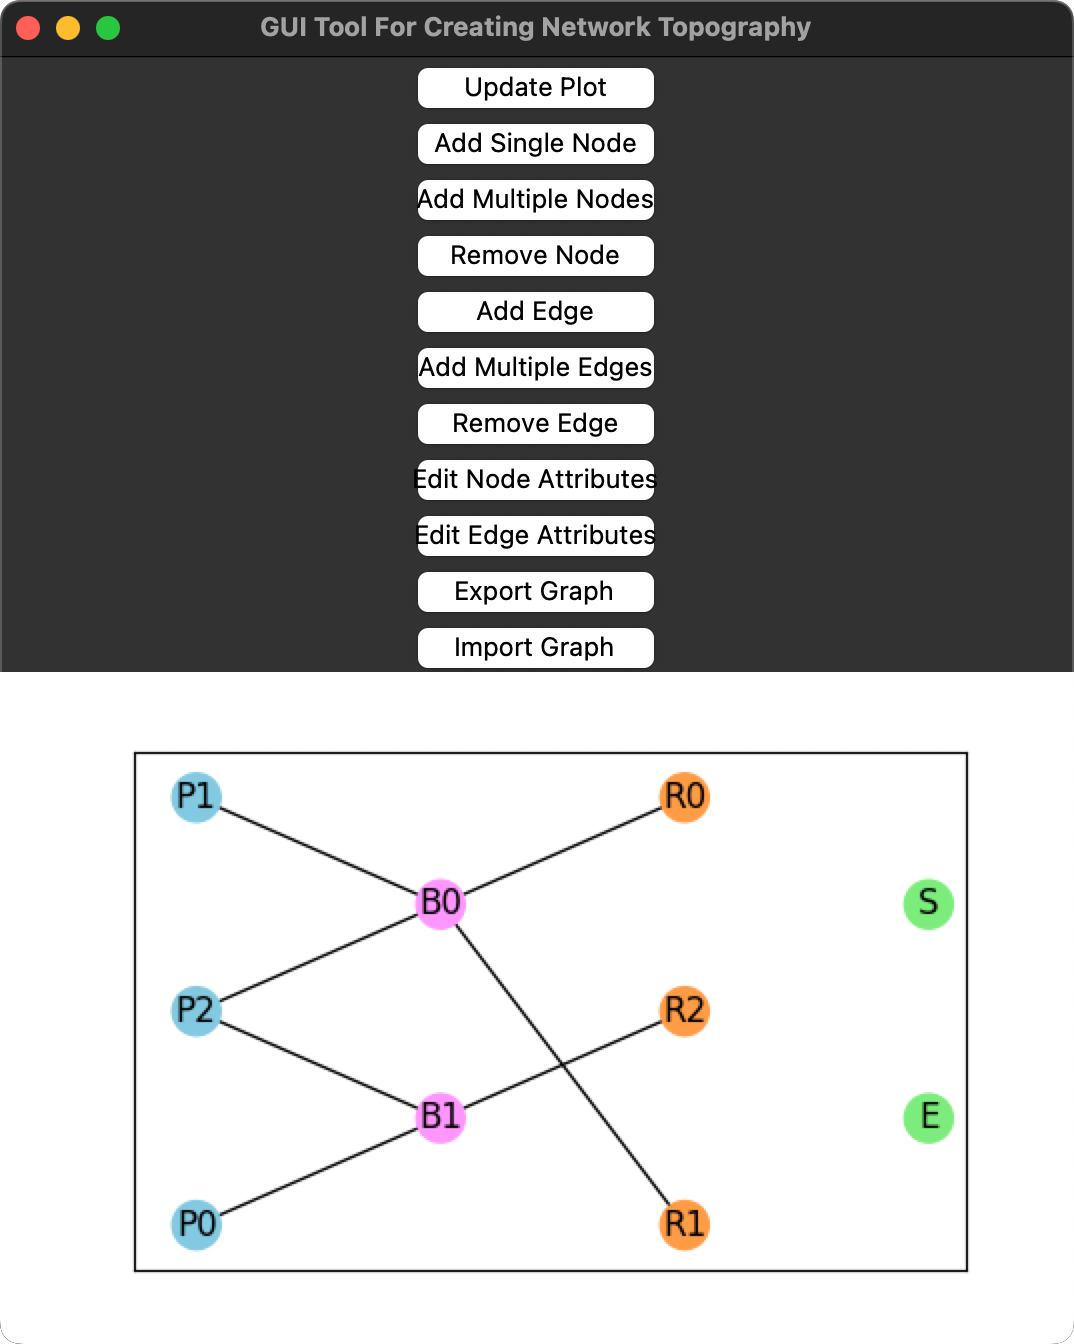 GUI Tool For Creating Network Topography
Update Plot
Add Single Node
Add Multiple Nodes
Remove Node
Add Edge
Add Multiple Edges
Remove Edge
Edit Node Attributes
Edit Edge Attributes
Export Graph
Import Graph
P1
R0
B0
S
P2
R2
B1
E
P0
R1